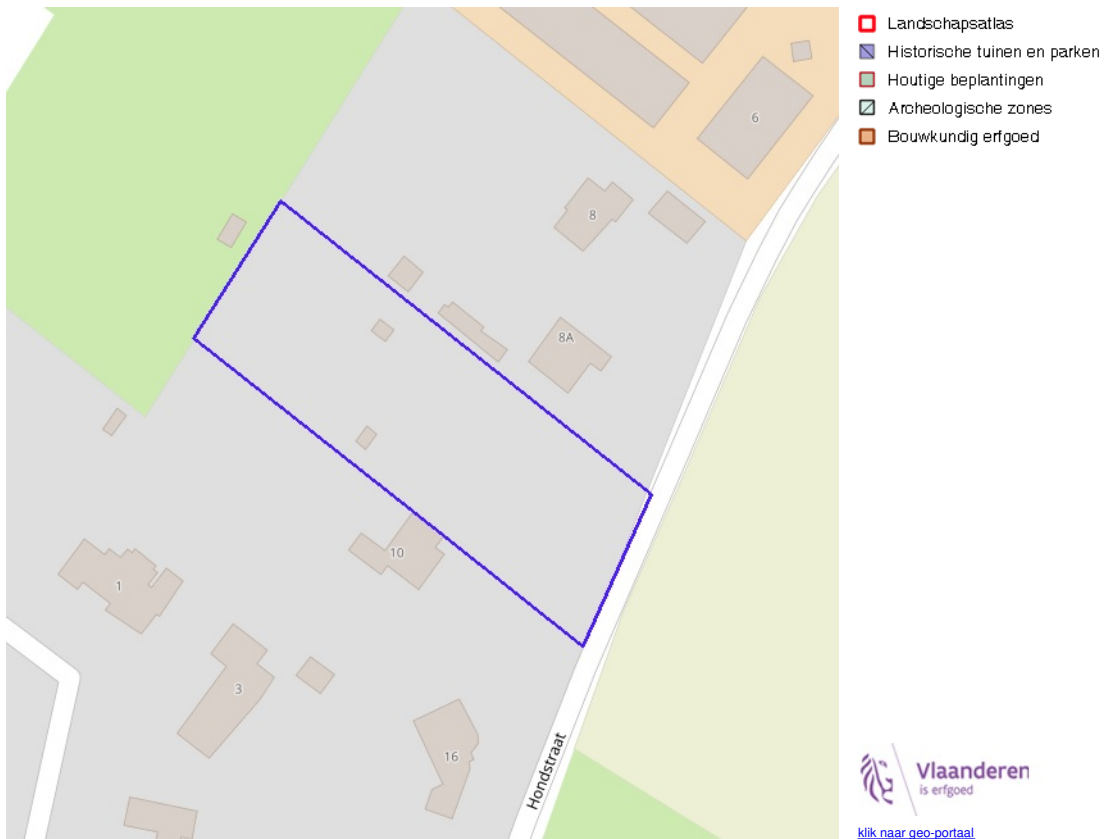 6
8
8A
10
1
3
16
Hondstraat
Landschapsatlas
Historische tuinen en parken
Houtige beplantingen
Archeologische zones
Bouwkundig erfgoed
Vlaanderen
is erfgoed
klik naar geo-portaal